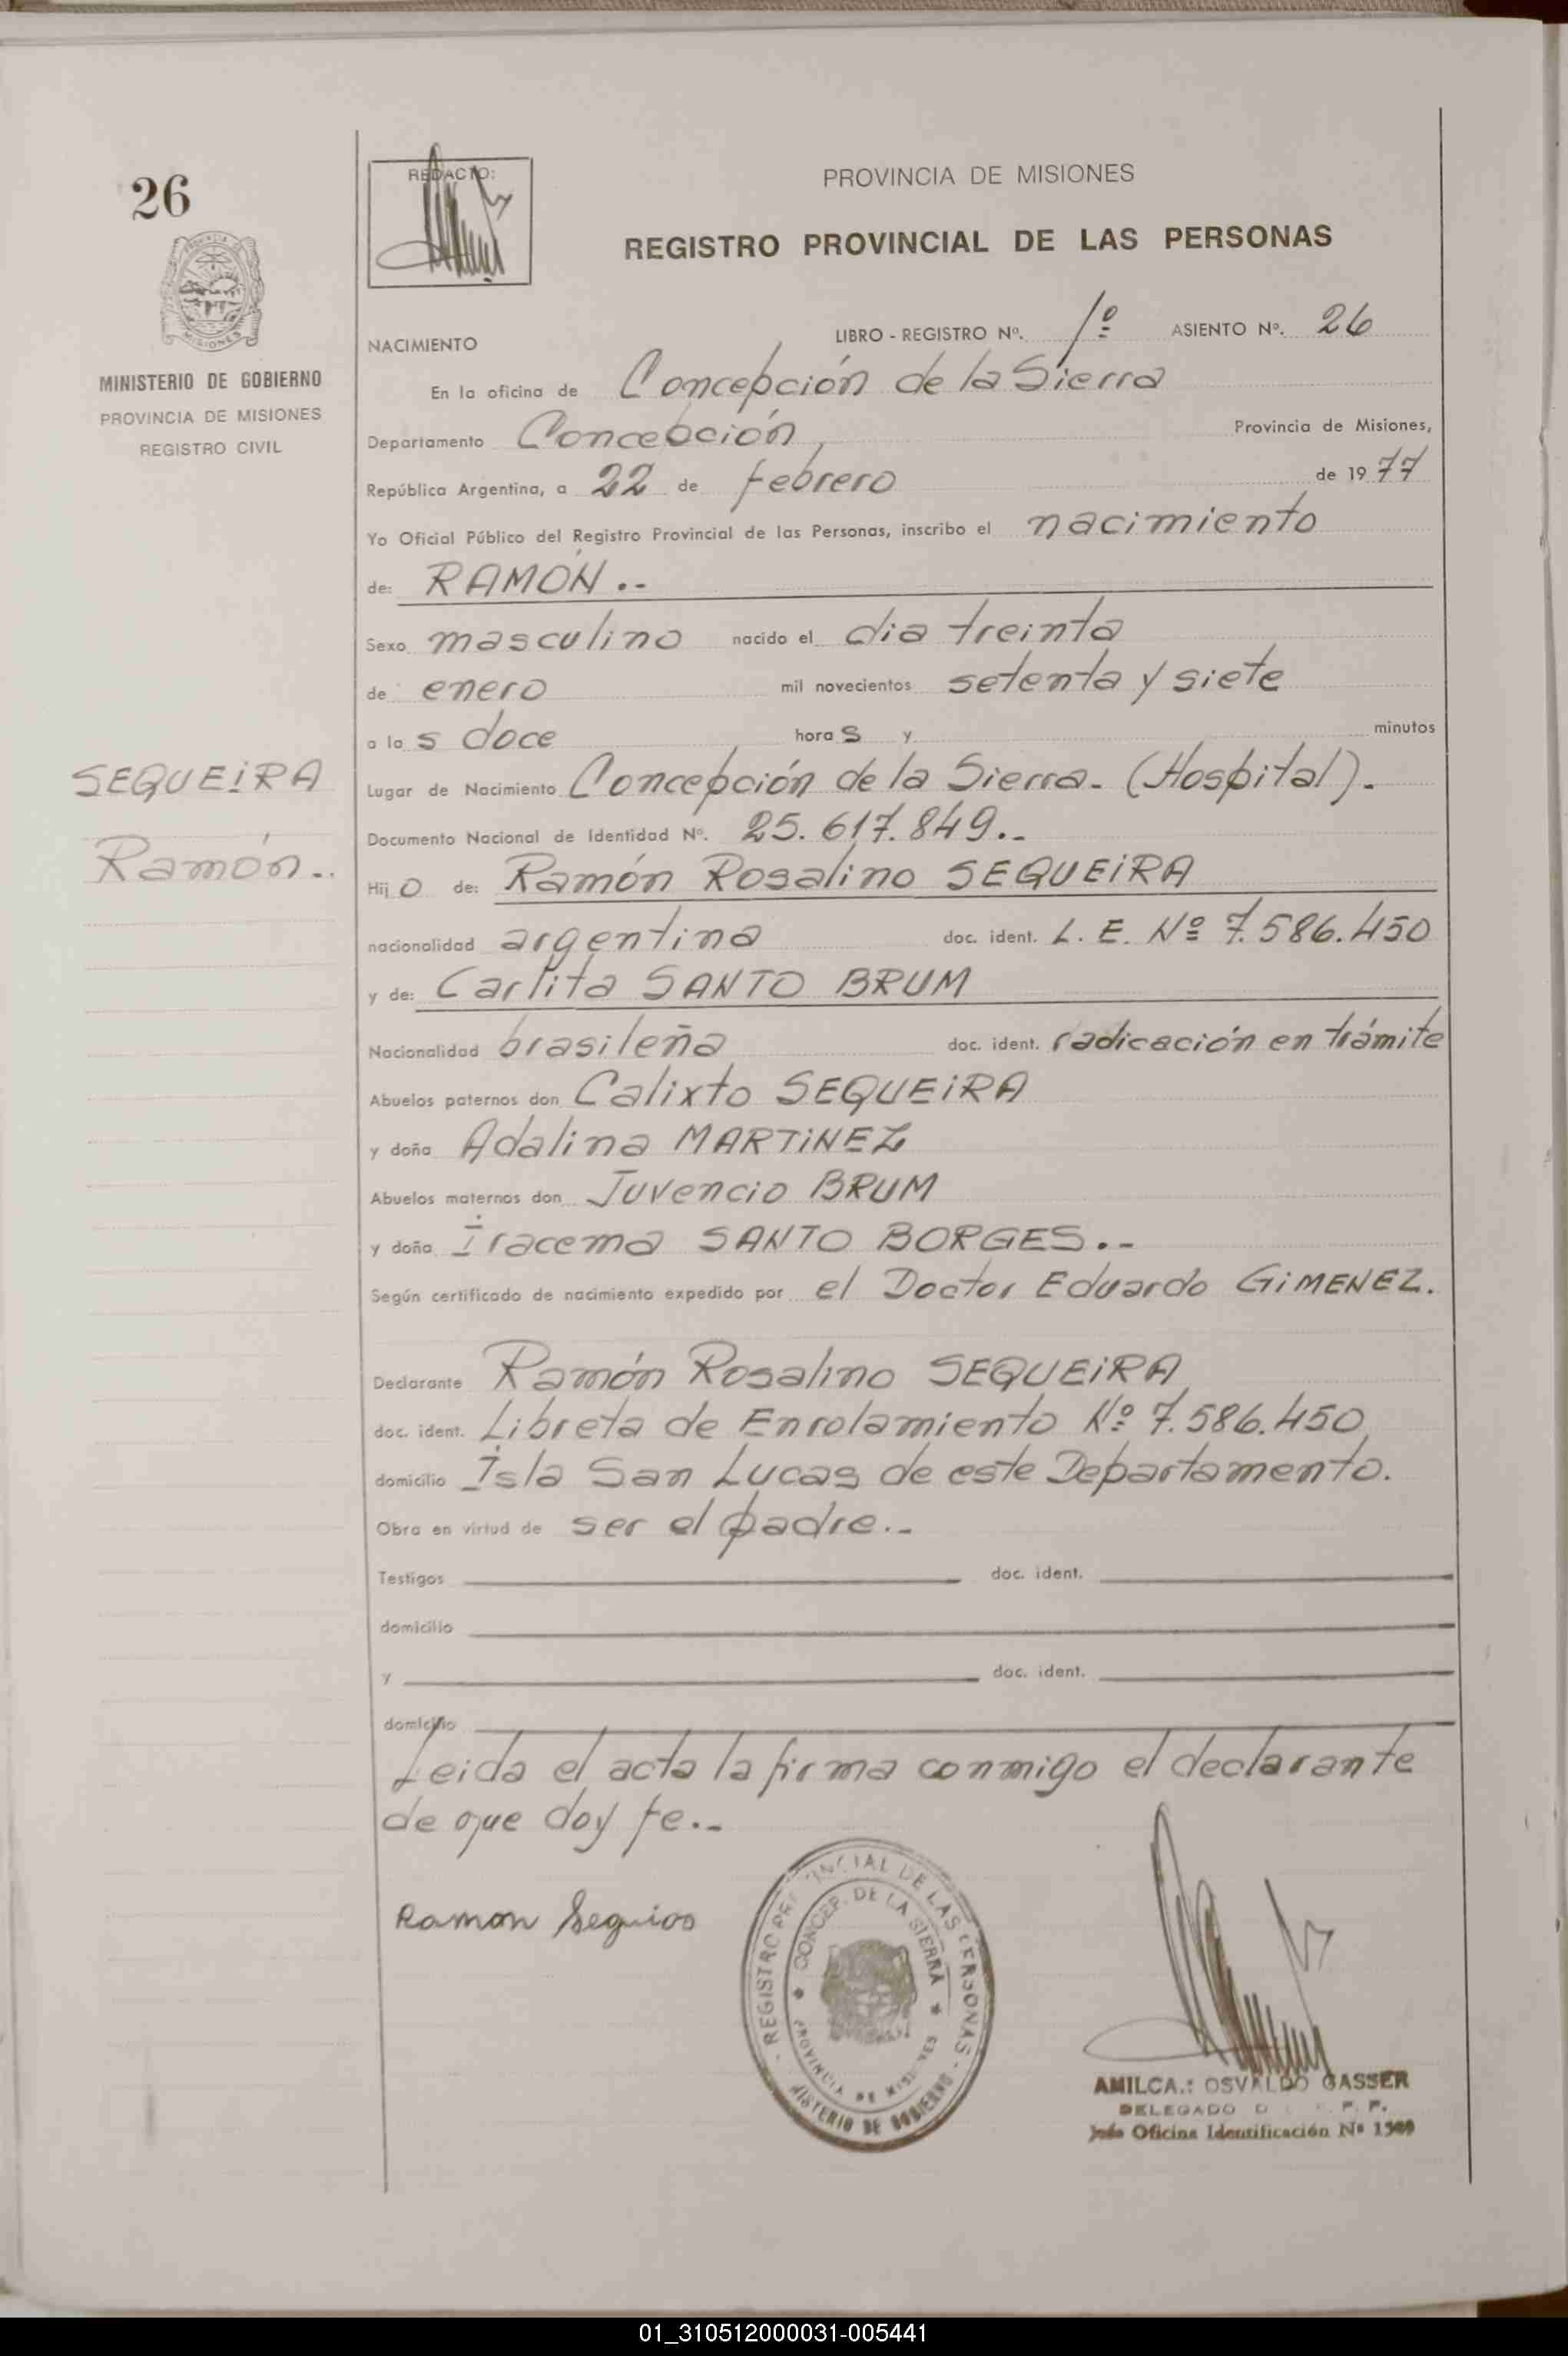 26
MINISTERIO DE GOBIERNO
PROVINCIA DE MISIONES
REGISTRO CIVIL
SEQUEIRA
Ramón..
REDACTO:
PROVINCIA DE MISIONES
REGISTRO PROVINCIAL DE LAS PERSONAS
NACIMIENTO LIBRO - REGISTRO Nº. 1º ASIENTO Nº. 26
En la oficina de Concepción de la Sierra
Departamento Concepción, Provincia de Misiones,
República Argentina, a 22 de febrero de 1977
Yo Oficial Público del Registro Provincial de las Personas, inscribo el nacimiento
de: RAMÓN..-
Sexo masculino nacido el dia treinta
de enero mil novecientos setenta y siete
a las doce horas y minutos
Lugar de Nacimiento Concepción de la Sierra. (Hospital).-
Documento Nacional de Identidad Nº. 25.617.849..-
Hijo de: Ramón Rosalino SEQUEIRA
nacionalidad argentina doc. ident. L. E. Nº 7.586.450
y de: Carlita SANTO BRUM
Nacionalidad brasileña doc. ident. radicación en trámite
Abuelos paternos don Calixto SEQUEIRA
y doña Adalina MARTiNEZ
Abuelos maternos don Juvencio BRUM
y doña Iracema SANTO BORGES..-
Según certificado de nacimiento expedido por el Doctor Eduardo GiMENEZ.
Declarante Ramón Rosalino SEQUEIRA
doc. ident. Libreta de Enrolamiento Nº 7.586.450
domicilio Isla San Lucas de este Departamento.
Obra en virtud de ser el padre..-
Testigos doc. ident.
domicilio
y doc. ident.
domicilio
Leida el acta la firma conmigo el declarante
de que doy fe..-
Ramon
REGISTRO PROVINCIAL DE LAS PERSONAS
CONCEP. DE LA SIERRA
PROVINCIA DE MISIONES
MINISTERIO DE GOBIERNO
OSVALDO GASSER
DELEGADO
Oficina Identificación Nº
01_310512000031-005441